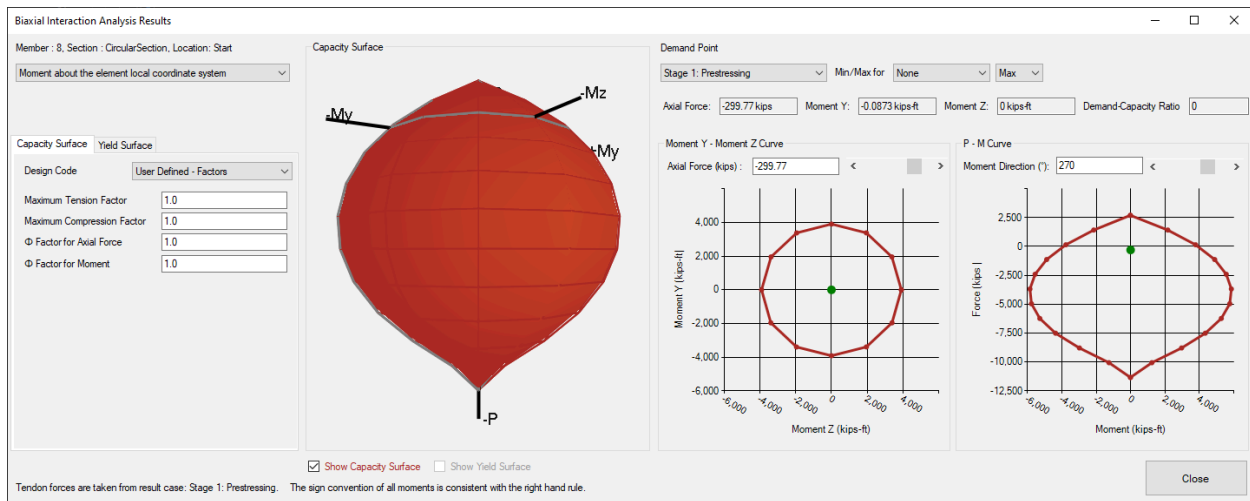 Biaxial Interaction Analysis Results
Member : 8, Section : CircularSection, Location: Start
Moment about the element local coordinate system
Capacity Surface
Yield Surface
Design Code
User Defined - Factors
Maximum Tension Factor
1.0
Maximum Compression Factor
1.0
Φ Factor for Axial Force
1.0
Φ Factor for Moment
1.0
Capacity Surface
-Mz
-My
+My
-P
Show Capacity Surface
Show Yield Surface
Demand Point
Stage 1: Prestressing
Min/Max for
None
Max
Axial Force:
-299.77 kips
Moment Y:
-0.0873 kips-ft
Moment Z:
0 kips-ft
Demand-Capacity Ratio
0
Moment Y - Moment Z Curve
Axial Force (kips) :
-299.77
<
>
Moment Y (kips-ft|
4,000
2,000
0
-2,000
-4,000
-6,000
-6,000
-4,000
-2,000
0
2,000
4,000
Moment Z (kips-ft)
P - M Curve
Moment Direction (°):
270
<
>
Force (kips |
2,500
0
-2,500
-5,000
-7,500
-10,000
-12,500
-6,000
-4,000
-2,000
0
2,000
4,000
Moment (kips-ft)
Tendon forces are taken from result case: Stage 1: Prestressing. The sign convention of all moments is consistent with the right hand rule.
Close